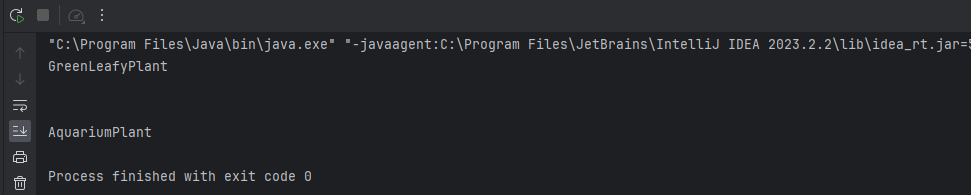 "C:\Program Files\Java\bin\java.exe" "-javaagent:C:\Program Files\JetBrains\IntelliJ IDEA 2023.2.2\lib\idea_rt.jar=
GreenLeafyPlant
AquariumPlant
Process finished with exit code 0